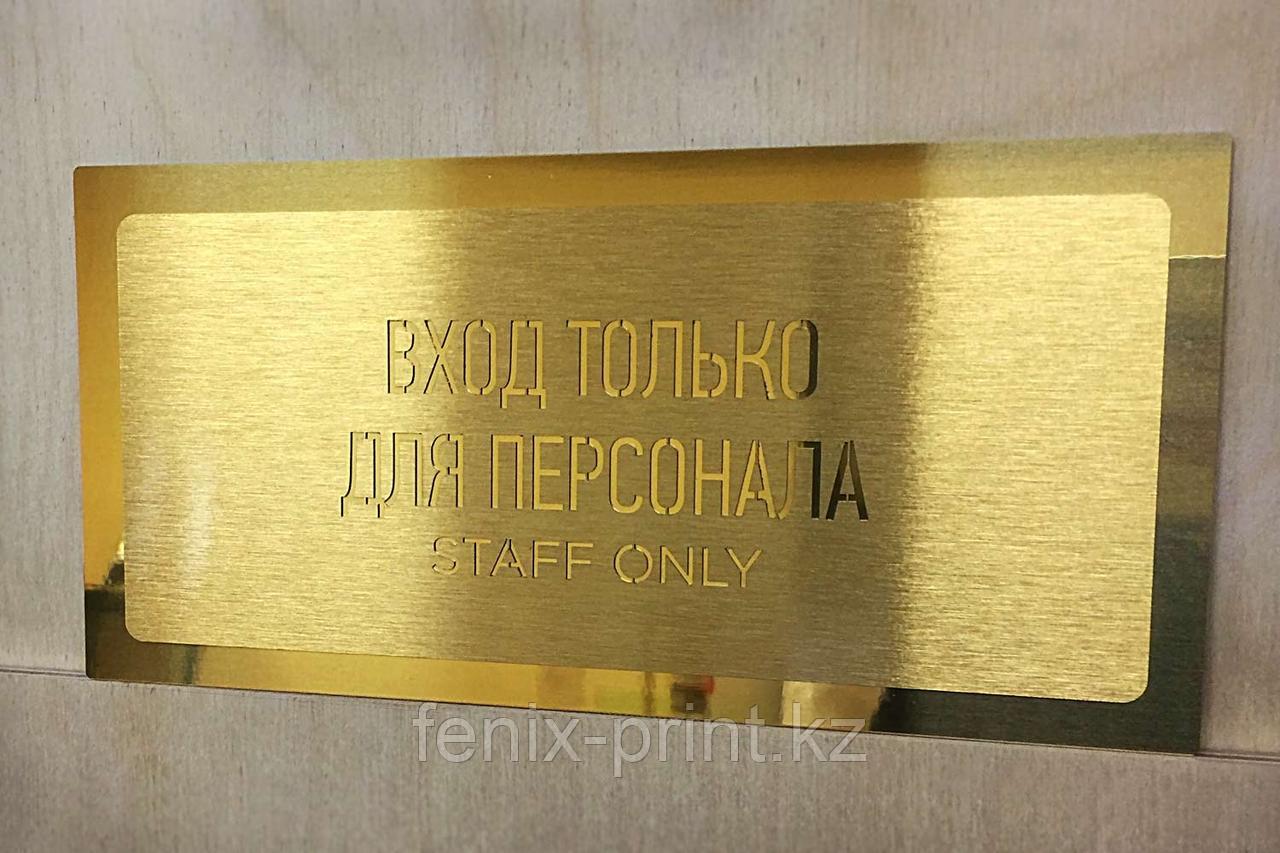 ВХОД ТОЛЬКО
ДЛЯ ПЕРСОНАЛА
STAFF ONLY
fenix-print.kz